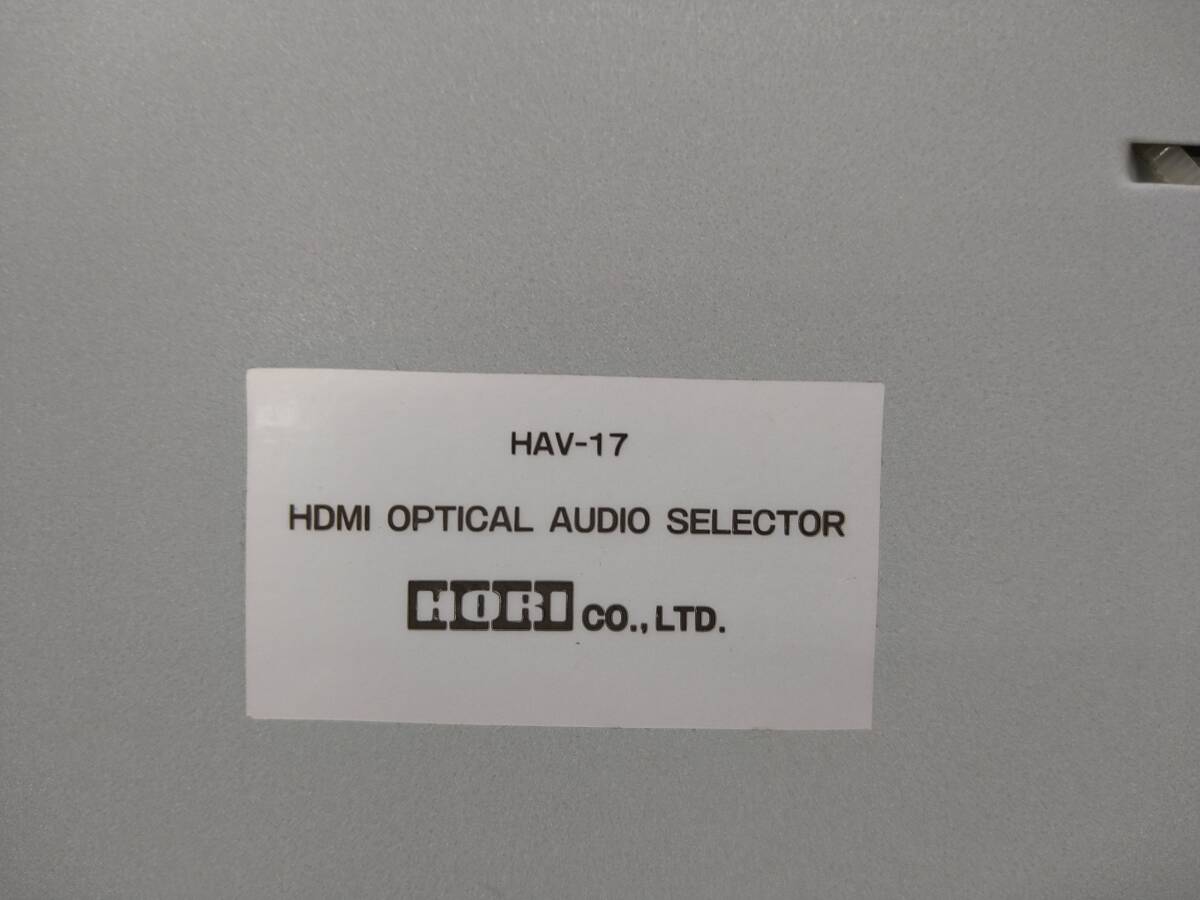 HAV-17
HDMI OPTICAL AUDIO SELECTOR
HORI CO.,LTD.